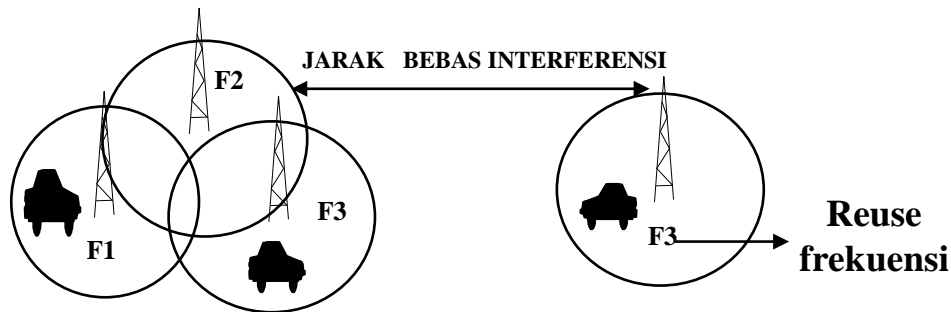 JARAK BEBAS INTERFERENSI
F2
F1
F3
F3
Reuse
frekuensi